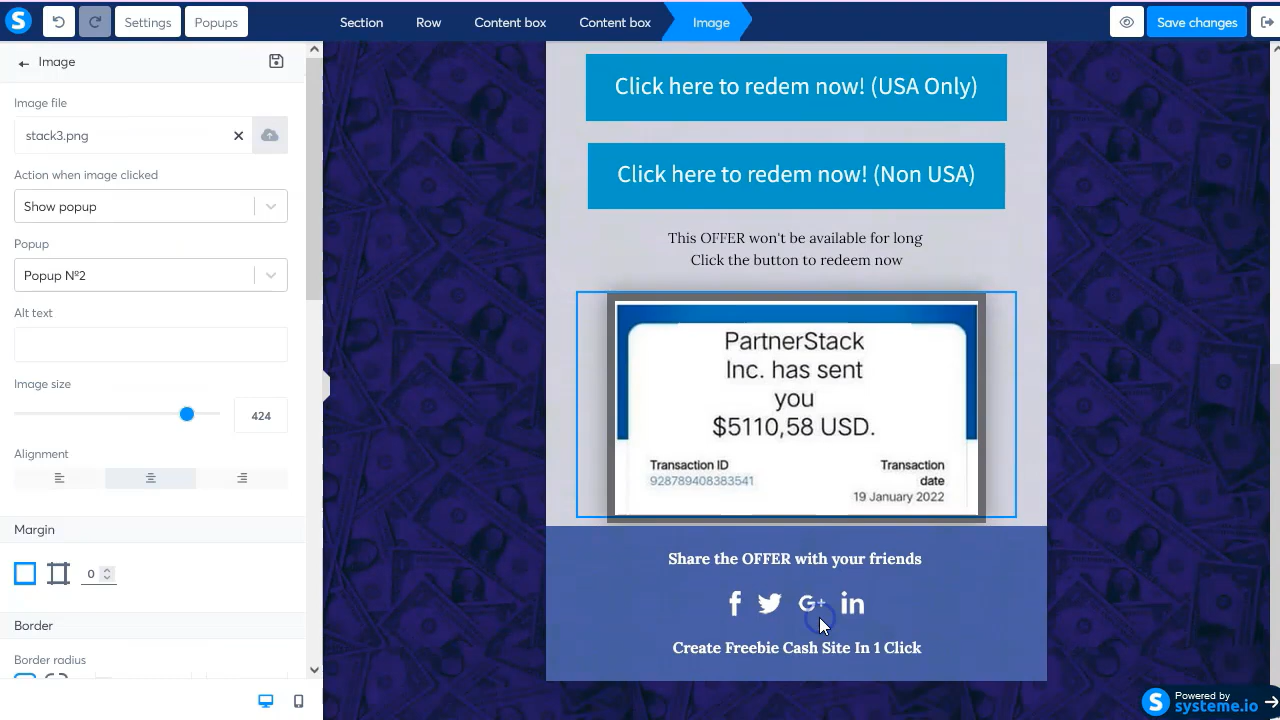 S
Settings
Popups
Section
Row
Content box
Content box
Image
Save changes
← Image
Image file
stack3.png
Action when image clicked
Show popup
Popup
Popup №2
Alt text
Image size
424
Alignment
Margin
0
Border
Border radius
Click here to redem now! (USA Only)
Click here to redem now! (Non USA)
This OFFER won't be available for long
Click the button to redeem now
PartnerStack
Inc. has sent
you
$5110,58 USD.
Transaction ID
928789408383541
Transaction
date
19 January 2022
Share the OFFER with your friends
f
G+
in
Create Freebie Cash Site In 1 Click
S
Powered by
systeme.io